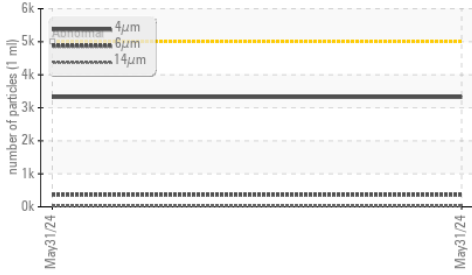 6k
5k
4k
3k
2k
1k
0k
number of particles (1 ml)
Abnormal
4µm
6µm
14µm
May31/24
May31/24